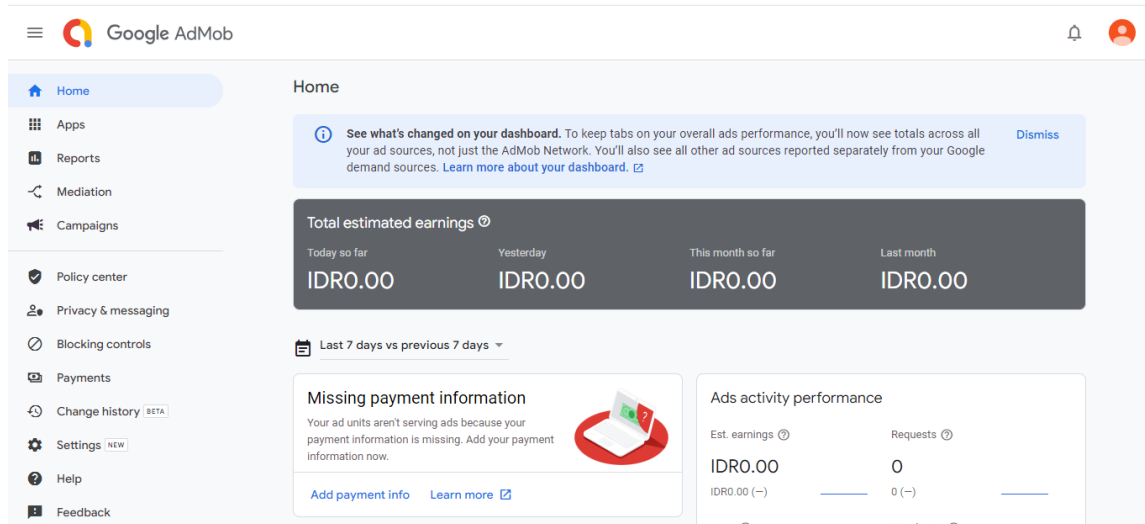 Google AdMob
Home
Apps
Reports
Mediation
Campaigns
Policy center
Privacy & messaging
Blocking controls
Payments
Change history BETA
Settings NEW
Help
Feedback
Home
See what's changed on your dashboard. To keep tabs on your overall ads performance, you'll now see totals across all
your ad sources, not just the AdMob Network. You'll also see all other ad sources reported separately from your Google
demand sources. Learn more about your dashboard.
Dismiss
Total estimated earnings
Today so far
IDR0.00
Yesterday
IDR0.00
This month so far
IDR0.00
Last month
IDR0.00
Last 7 days vs previous 7 days
Missing payment information
Your ad units aren't serving ads because your
payment information is missing. Add your payment
information now.
Add payment info Learn more
Ads activity performance
Est. earnings
IDR0.00
IDR0.00 (—)
Requests
0
0 (—)